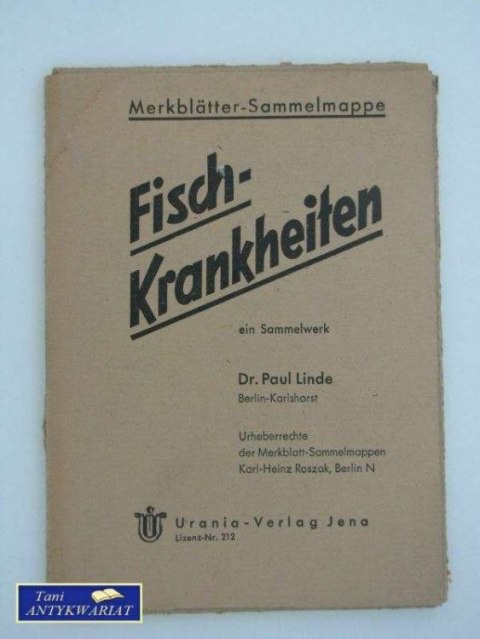 Merkblätter-Sammelmappe
Fisch-
Krankheiten
ein Sammelwerk
Dr. Paul Linde
Berlin-Karlshorst
Urheberrechte
der Merkblatt-Sammelmappen
Karl-Heinz Roszak, Berlin N
Urania-Verlag Jena
Lizenz-Nr. 212
Tani
ANTYKWARIAT